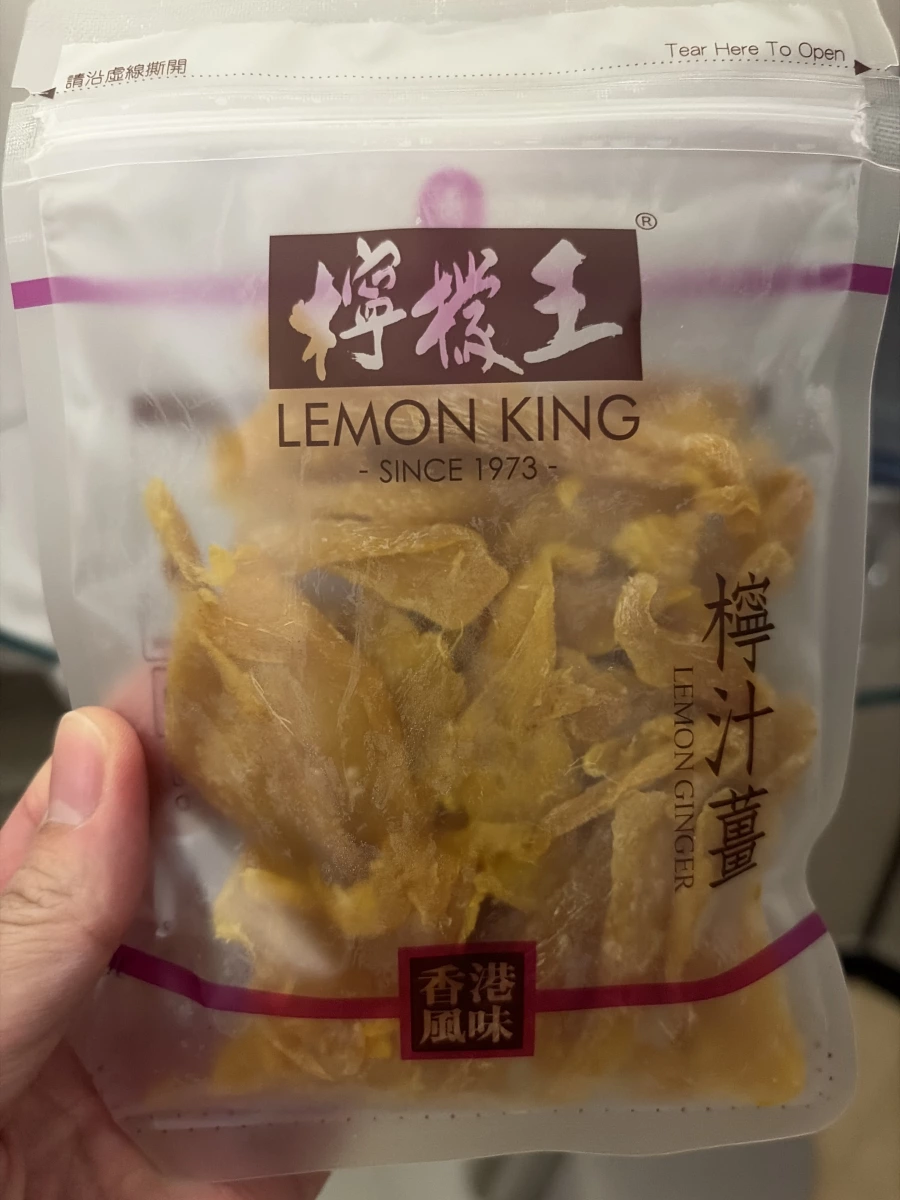 請沿虛線撕開
Tear Here To Open
®
檸檬王
LEMON KING
- SINCE 1973 -
檸汁薑
LEMON GINGER
香港
風味